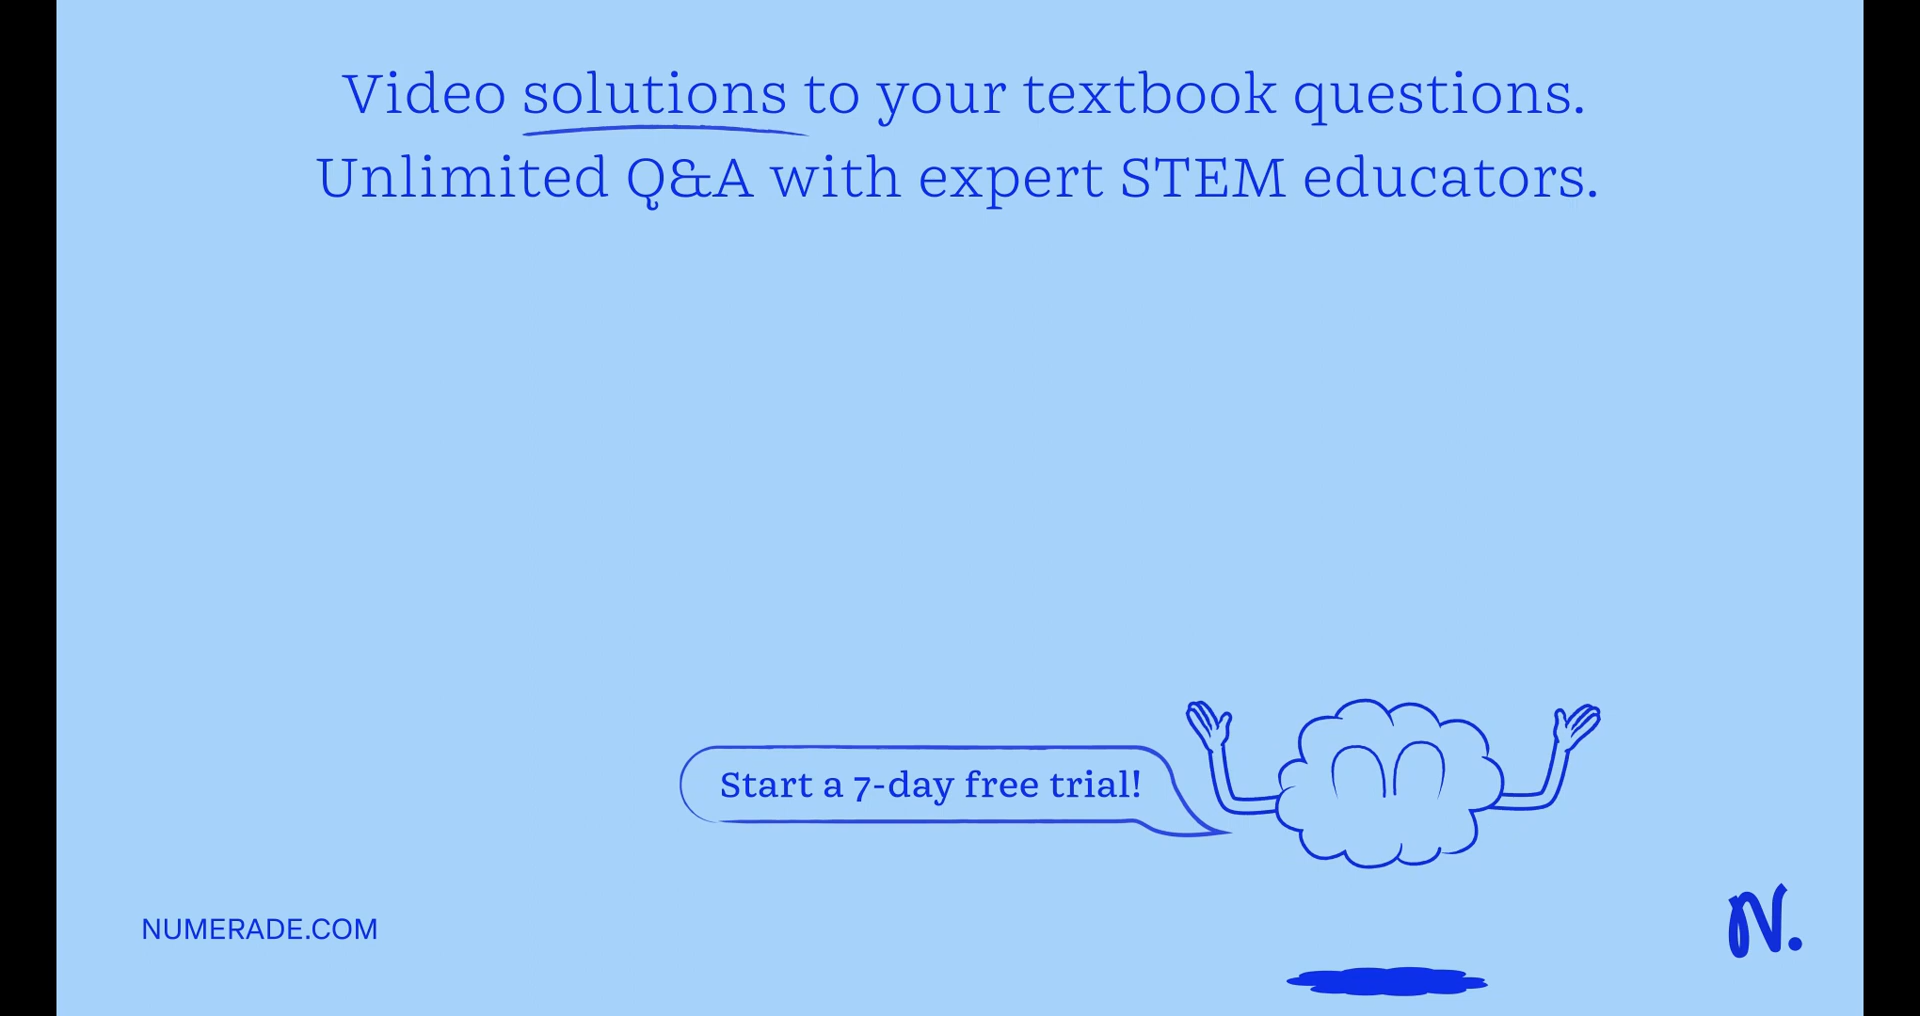 Video solutions to your textbook questions.
Unlimited Q&A with expert STEM educators.
Start a 7-day free trial!
NUMERADE.COM
N.